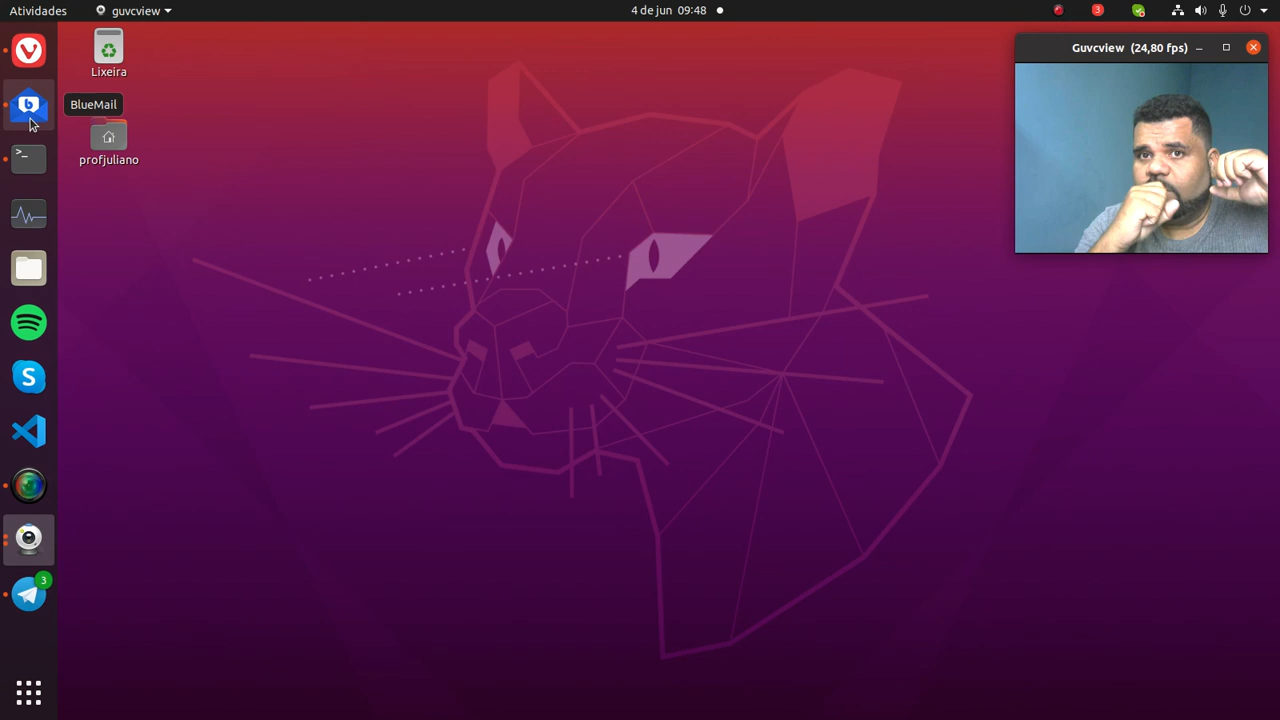 Atividades
guvcview
4 de jun 09:48
3
Lixeira
Guvcview (24,80 fps)
BlueMail
profjuliano
3